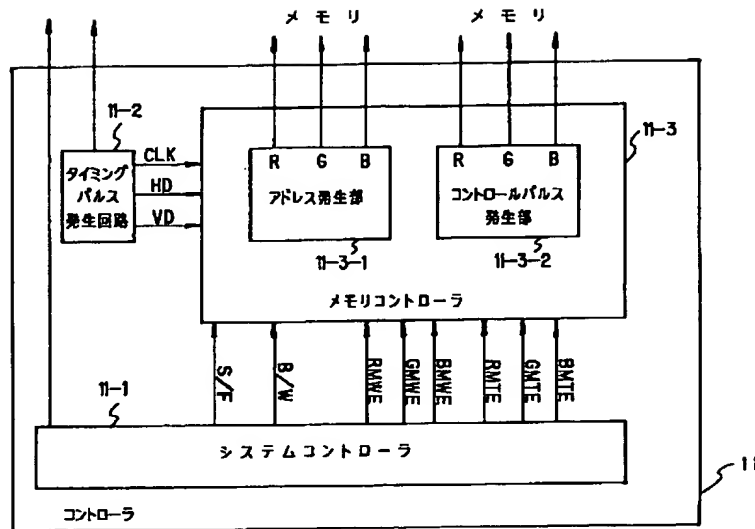 メモリ
メモリ
11-2
11-3
CLK
HD
VD
タイミング
パルス
発生回路
R G B
アドレス発生部
11-3-1
R G B
コントロールパルス
発生部
11-3-2
メモリコントローラ
S/F
B/W
RMWE
GMWE
BMWE
RMTE
GMTE
BMTE
11-1
システムコントローラ
コントローラ
11